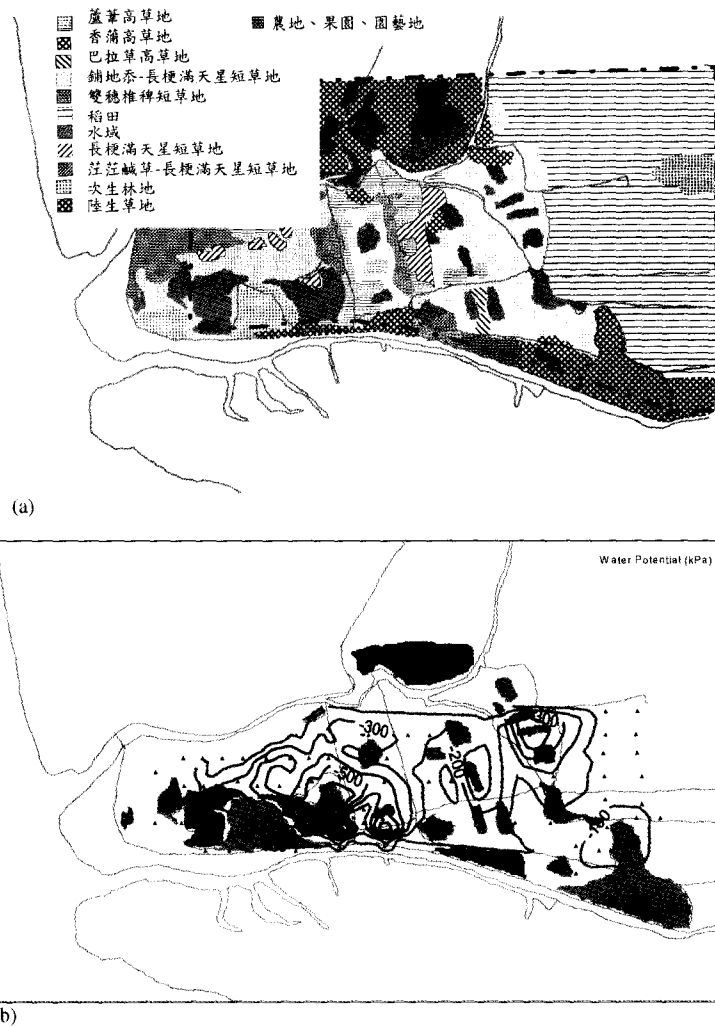 蘆葦高草地
農地、果園、園藝地
香蒲高草地
巴拉草高草地
鋪地黍-長梗滿天星短草地
雙穗雀稗短草地
稻田
水域
長梗滿天星短草地
茳茳鹹草-長梗滿天星短草地
次生林地
陸生草地
(a)
Water Potential (kPa)
-300
-300
-200
-500
-100
b)